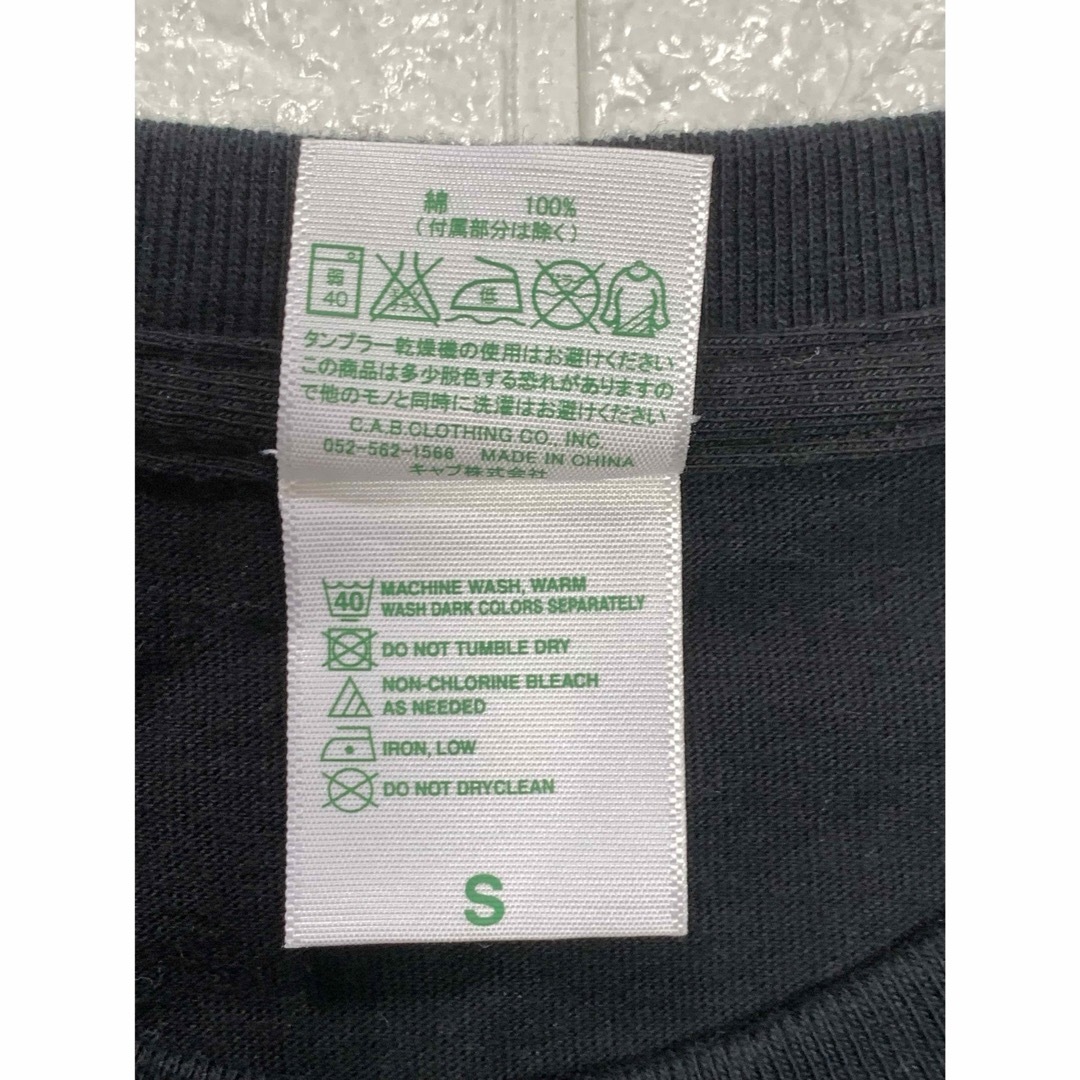 綿 100%
(付属部分は除く)
弱
40
低
タンブラー乾燥機の使用はお避けください
この商品は多少脱色する恐れがありますの
で他のモノと同時に洗濯はお避けください
C.A.B.CLOTHING CO., INC.
052-562-1566 MADE IN CHINA
キャブ株式会社
40 MACHINE WASH, WARM
WASH DARK COLORS SEPARATELY
DO NOT TUMBLE DRY
NON-CHLORINE BLEACH
AS NEEDED
IRON, LOW
DO NOT DRYCLEAN
S